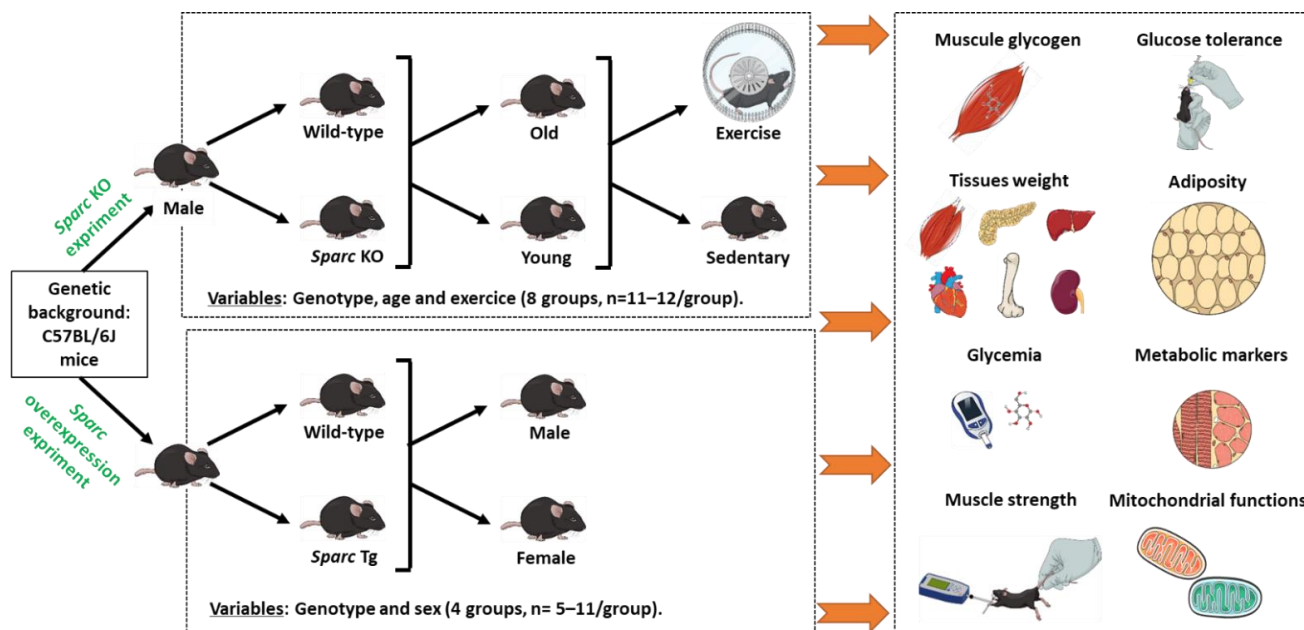 Sparc KO
expriment
Genetic
background:
C57BL/6J
mice
Sparc
overexpression
expriment
Male
Wild-type
Sparc KO
Old
Young
Exercise
Sedentary
Variables: Genotype, age and exercice (8 groups, n=11–12/group).
Wild-type
Sparc Tg
Male
Female
Variables: Genotype and sex (4 groups, n= 5–11/group).
Muscule glycogen
Glucose tolerance
Tissues weight
Adiposity
Glycemia
Metabolic markers
Muscle strength
Mitochondrial functions